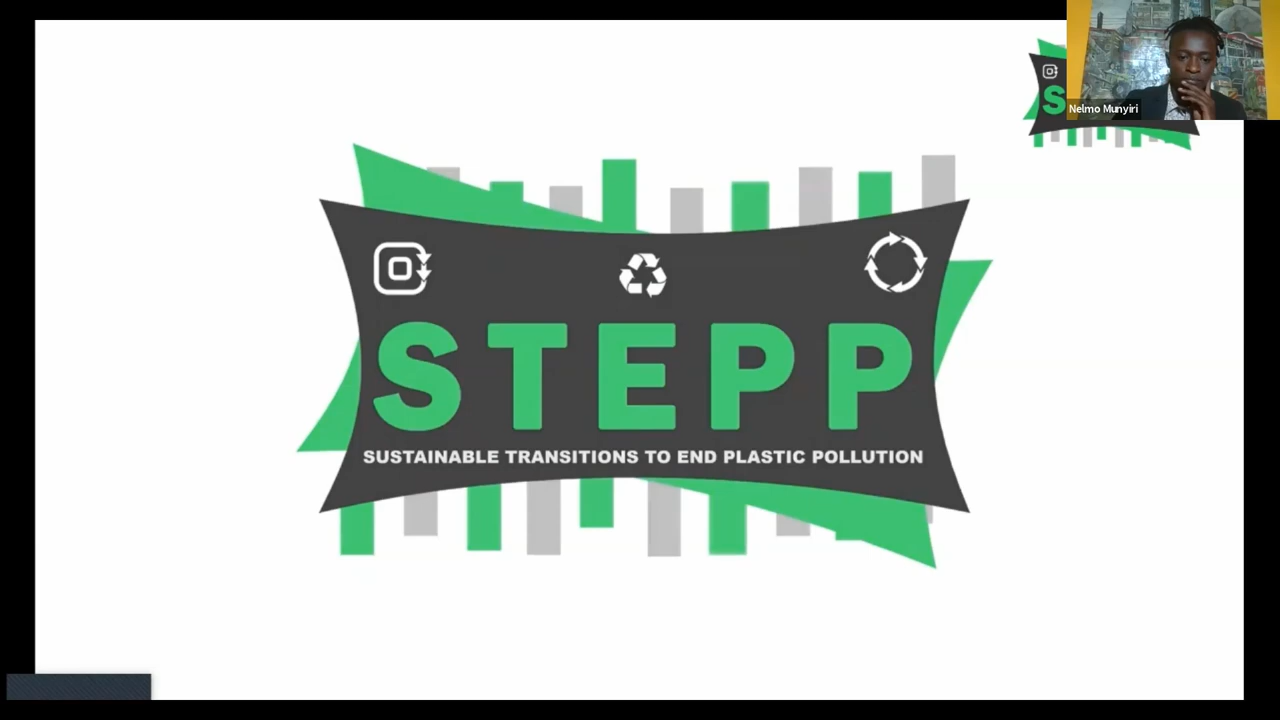 Nelmo Munyiri
S
STEPP
SUSTAINABLE TRANSITIONS TO END PLASTIC POLLUTION